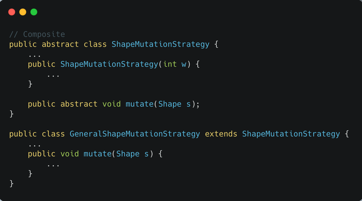 // Composite
public abstract class ShapeMutationStrategy {
    ...
    public ShapeMutationStrategy(int w) {
        ...
    }

    public abstract void mutate(Shape s);
}

public class GeneralShapeMutationStrategy extends ShapeMutationStrategy {
    ...
    public void mutate(Shape s) {
        ...
    }
}